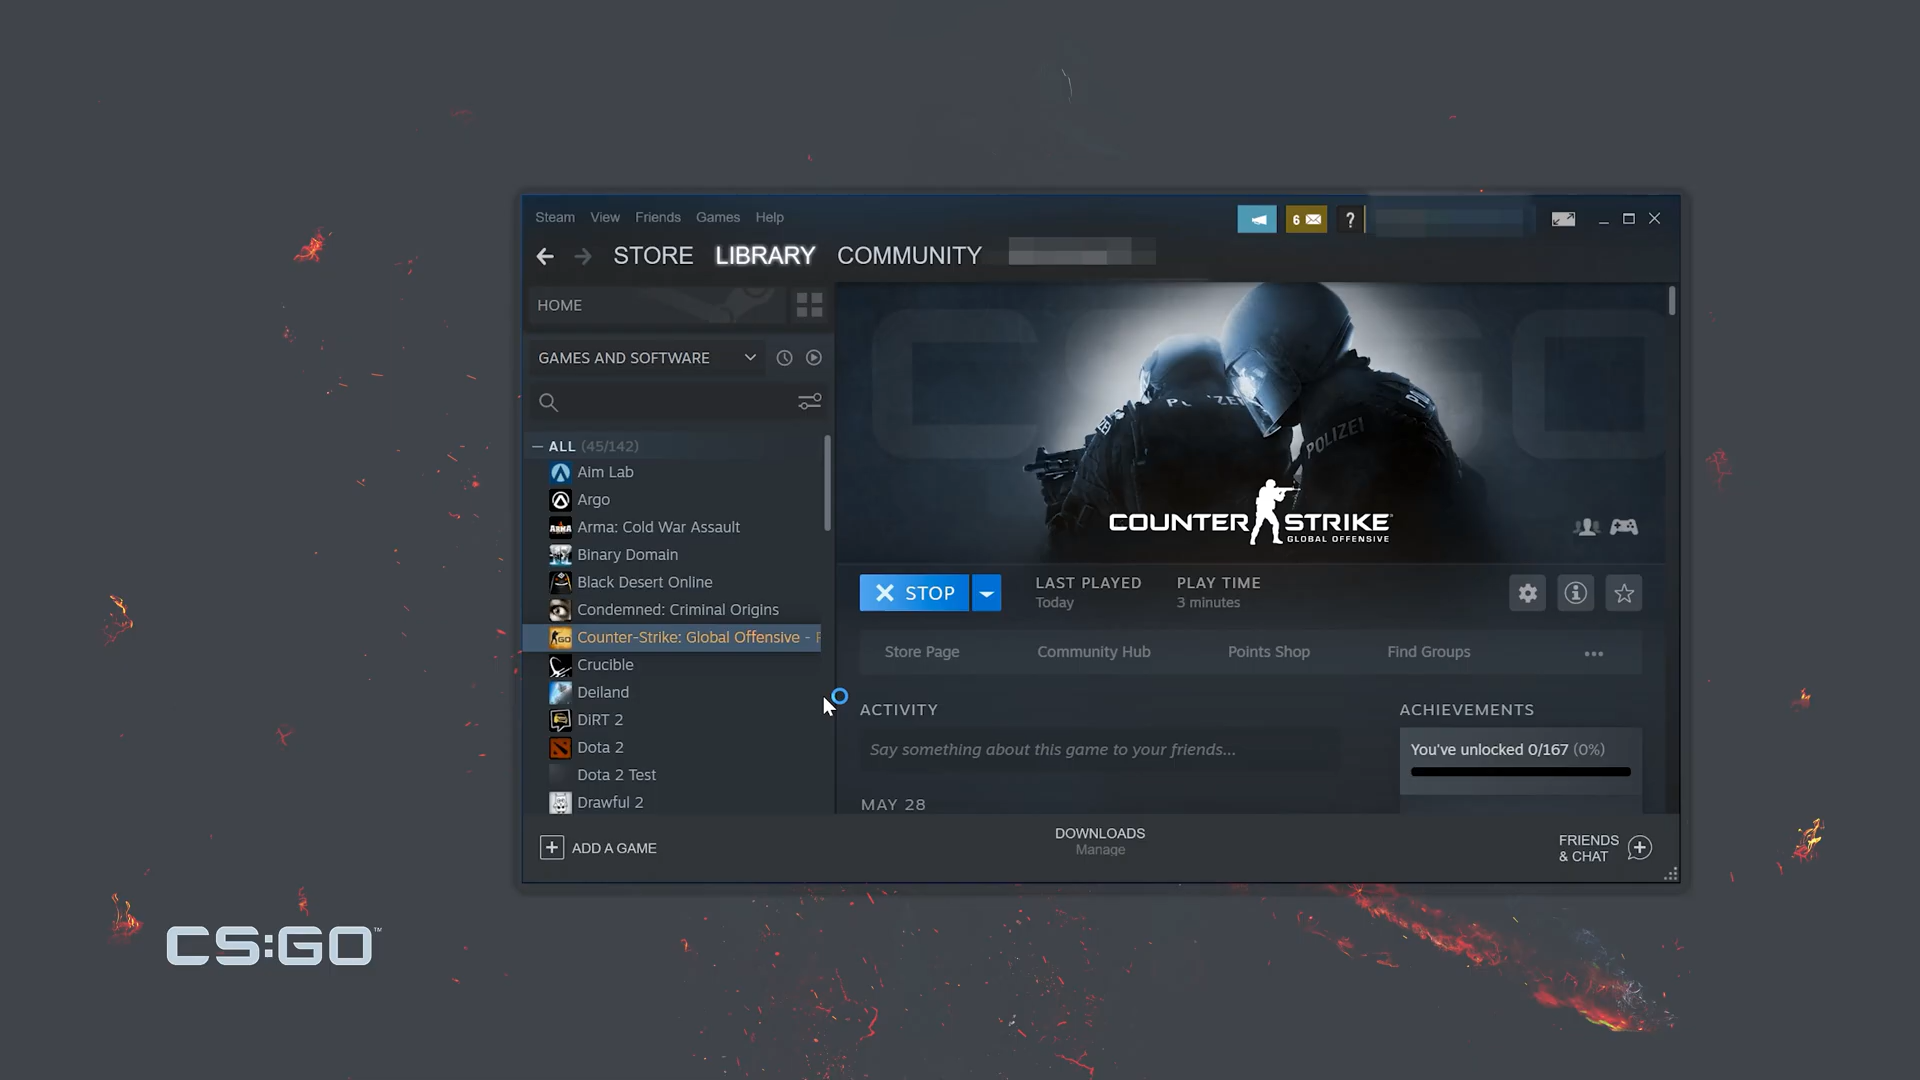 Steam View Friends Games Help
6
?
STORE LIBRARY COMMUNITY
HOME
GAMES AND SOFTWARE
ALL (45/142)
Aim Lab
Argo
Arma: Cold War Assault
Binary Domain
Black Desert Online
Condemned: Criminal Origins
Counter-Strike: Global Offensive -
Crucible
Deiland
DiRT 2
Dota 2
Dota 2 Test
Drawful 2
POLIZEI
COUNTER STRIKE
GLOBAL OFFENSIVE
STOP
LAST PLAYED
Today
PLAY TIME
3 minutes
Store Page Community Hub Points Shop Find Groups •••
ACTIVITY
Say something about this game to your friends...
MAY 28
ACHIEVEMENTS
You've unlocked 0/167 (0%)
ADD A GAME
DOWNLOADS
Manage
FRIENDS
& CHAT
CS:GO™